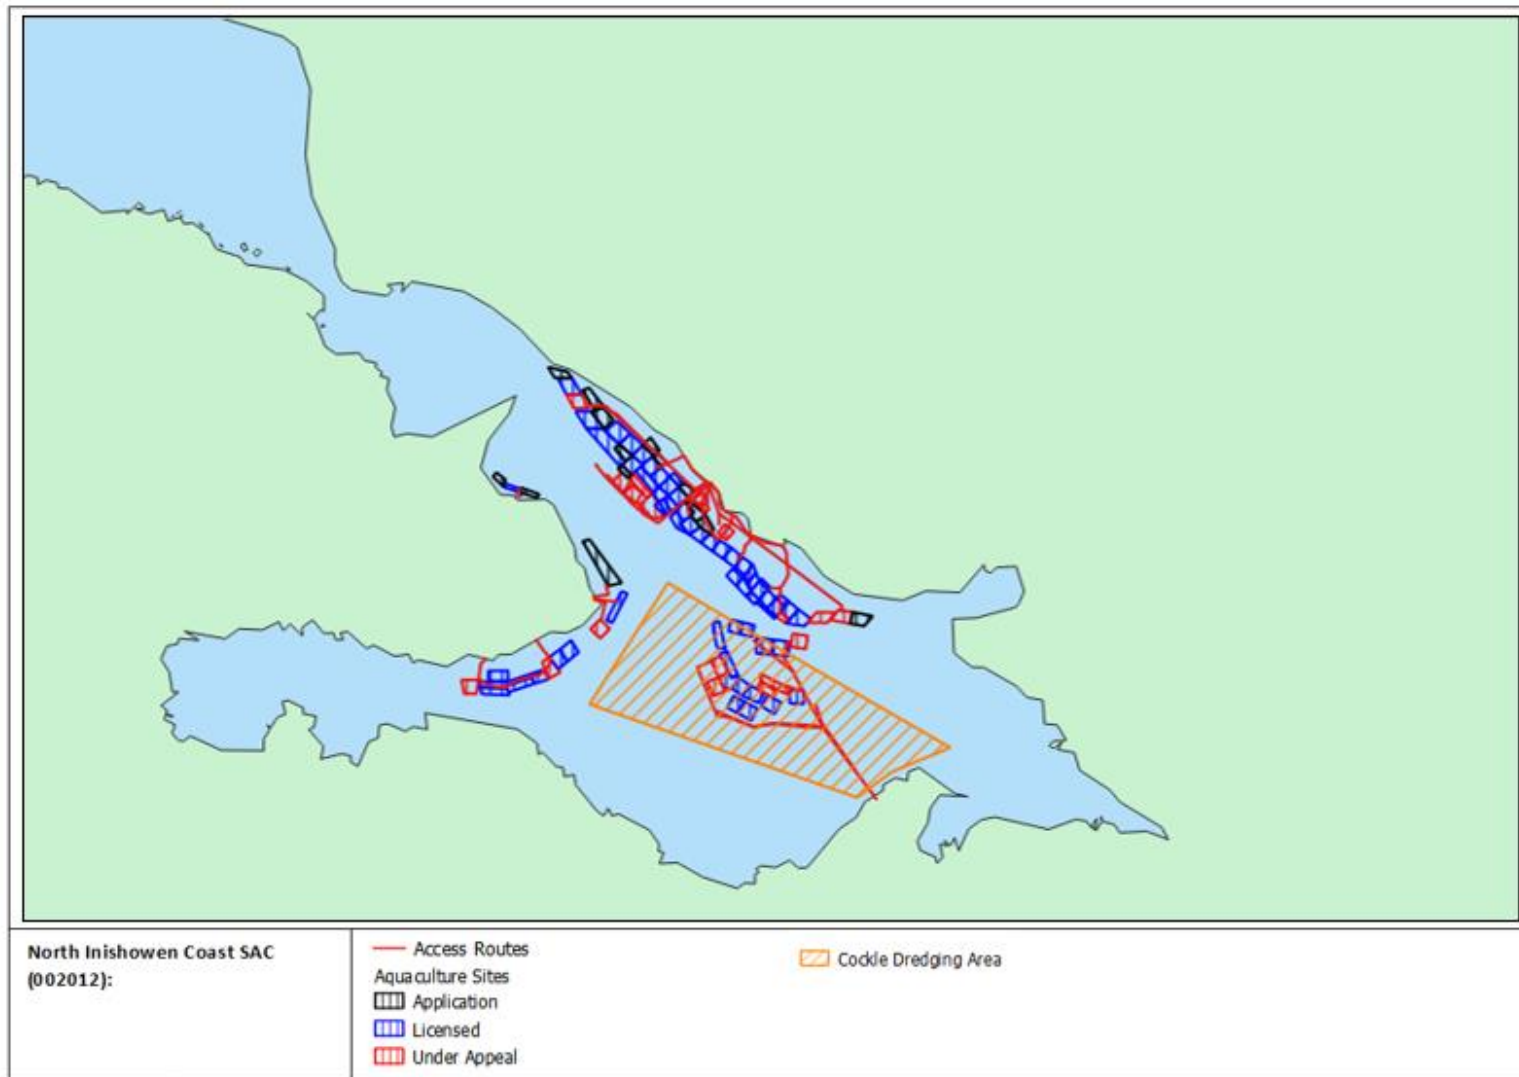 North Inishowen Coast SAC
(002012):
Access Routes
Aquaculture Sites
Application
Licensed
Under Appeal
Cockle Dredging Area